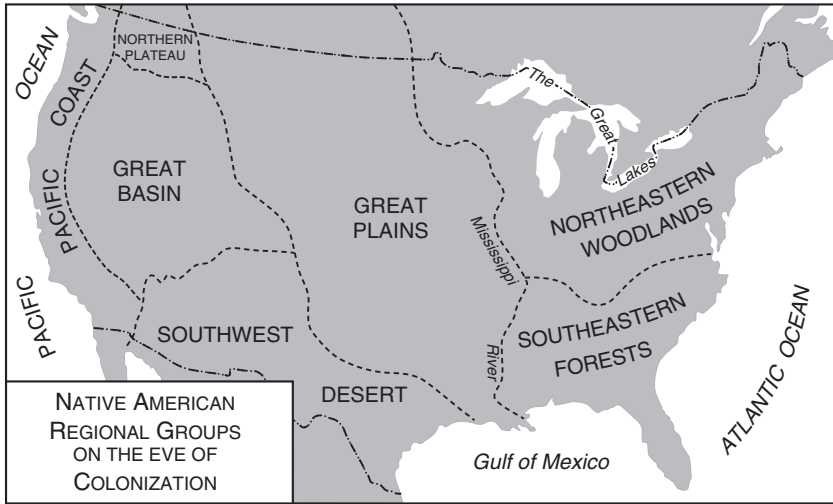 OCEAN
NORTHERN
PLATEAU
COAST
PACIFIC
PACIFIC
GREAT
BASIN
GREAT
PLAINS
The
Great
Lakes
NORTHEASTERN
WOODLANDS
Mississippi
River
SOUTHEASTERN
FORESTS
SOUTHWEST
DESERT
ATLANTIC OCEAN
Gulf of Mexico
NATIVE AMERICAN
REGIONAL GROUPS
ON THE EVE OF
COLONIZATION